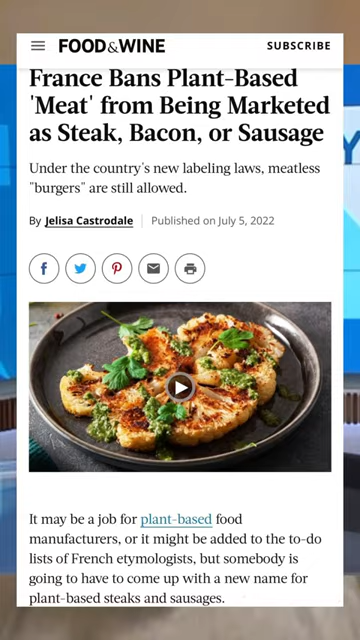 FOOD&WINE
SUBSCRIBE
France Bans Plant-Based
'Meat' from Being Marketed
as Steak, Bacon, or Sausage
Under the country's new labeling laws, meatless
"burgers" are still allowed.
By Jelisa Castrodale
Published on July 5, 2022
It may be a job for plant-based food
manufacturers, or it might be added to the to-do
lists of French etymologists, but somebody is
going to have to come up with a new name for
plant-based steaks and sausages.